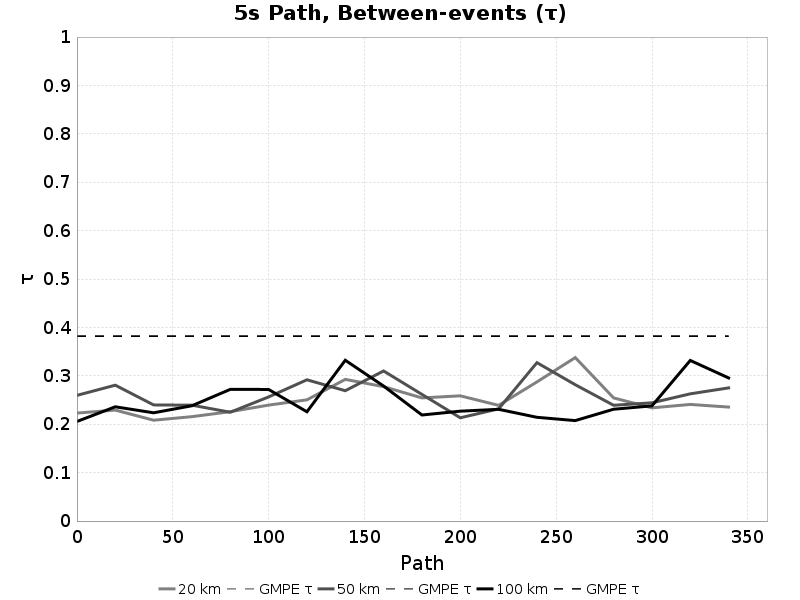 5s Path, Between-events (τ)
1
0.9
0.8
0.7
0.6
0.5
0.4
0.3
0.2
0.1
0
τ
0 50 100 150 200 250 300 350
Path
20 km GMPE τ 50 km GMPE τ 100 km GMPE τ